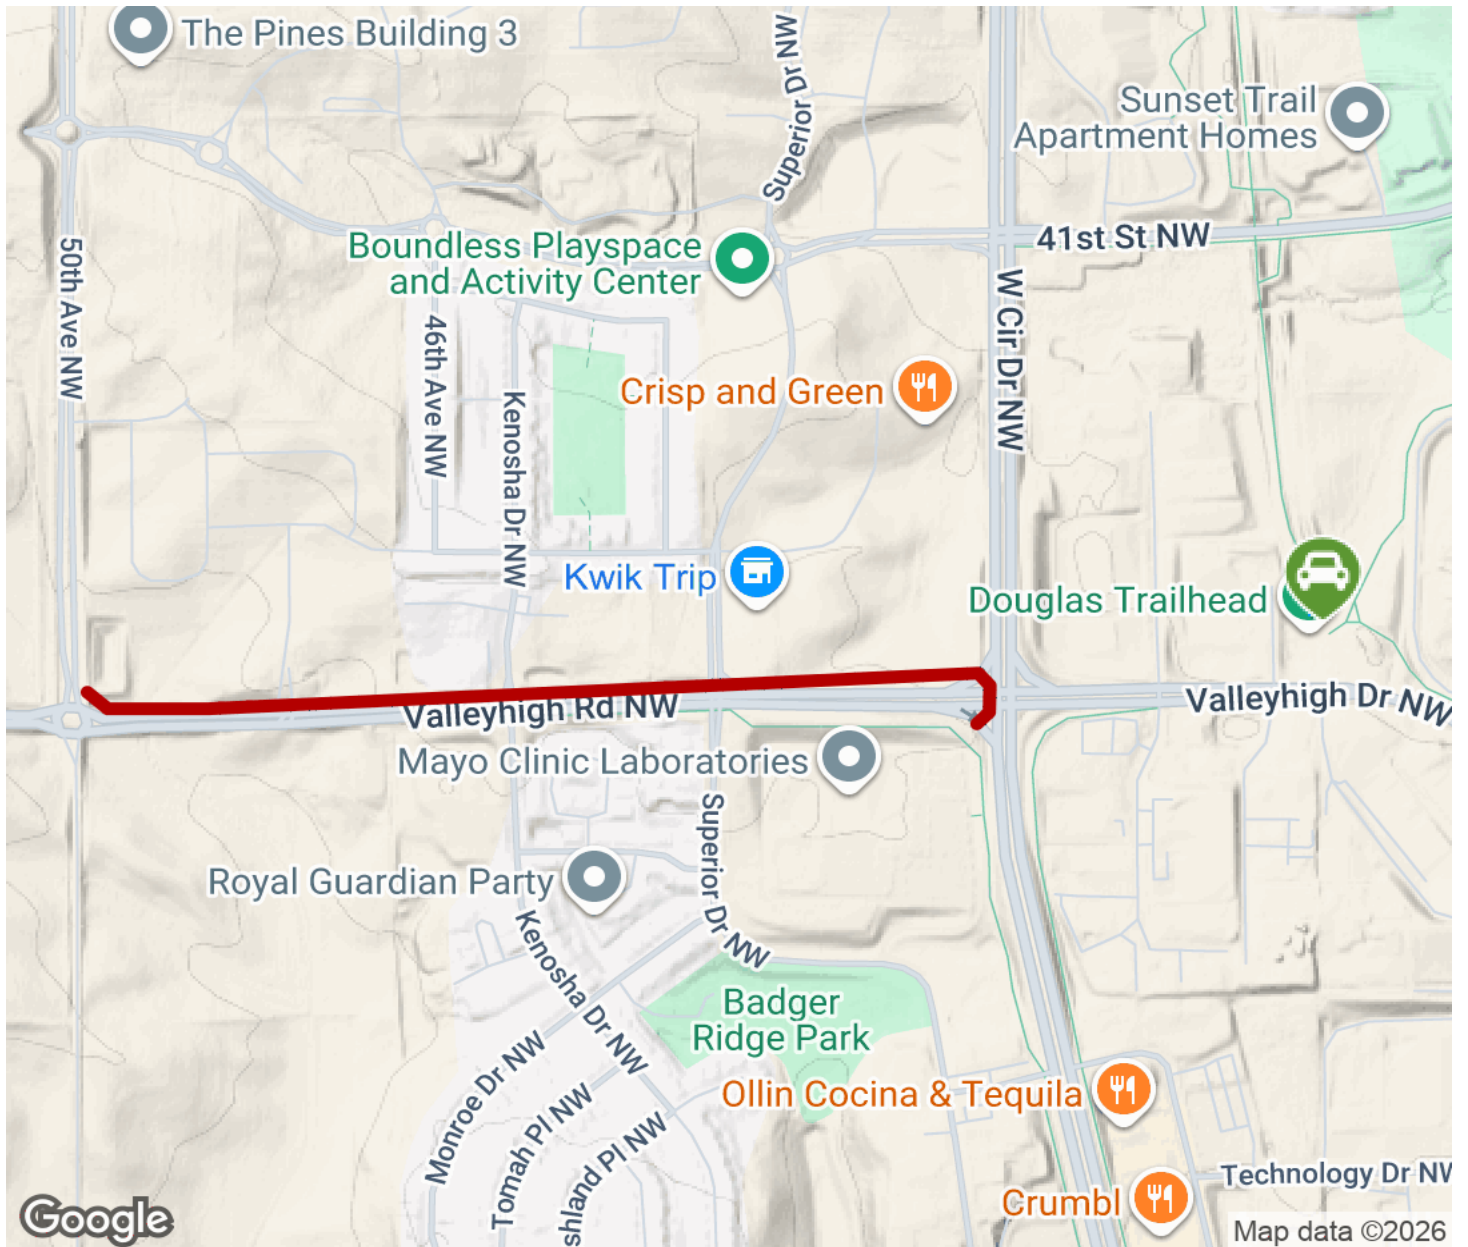 The Pines Building 3
Superior Dr NW
Sunset Trail
Apartment Homes
50th Ave NW
Boundless Playspace
and Activity Center
41st St NW
W Cir Dr NW
46th Ave NW
Kenosha Dr NW
Crisp and Green
Kwik Trip
Douglas Trailhead
Valleyhigh Rd NW
Valleyhigh Dr NW
Mayo Clinic Laboratories
Superior Dr NW
Royal Guardian Party
Kenosha Dr NW
Badger
Ridge Park
Monroe Dr NW
Tomah Pl NW
shland Pl NW
Ollin Cocina & Tequila
Technology Dr NW
Crumbl
Google
Map data ©2026